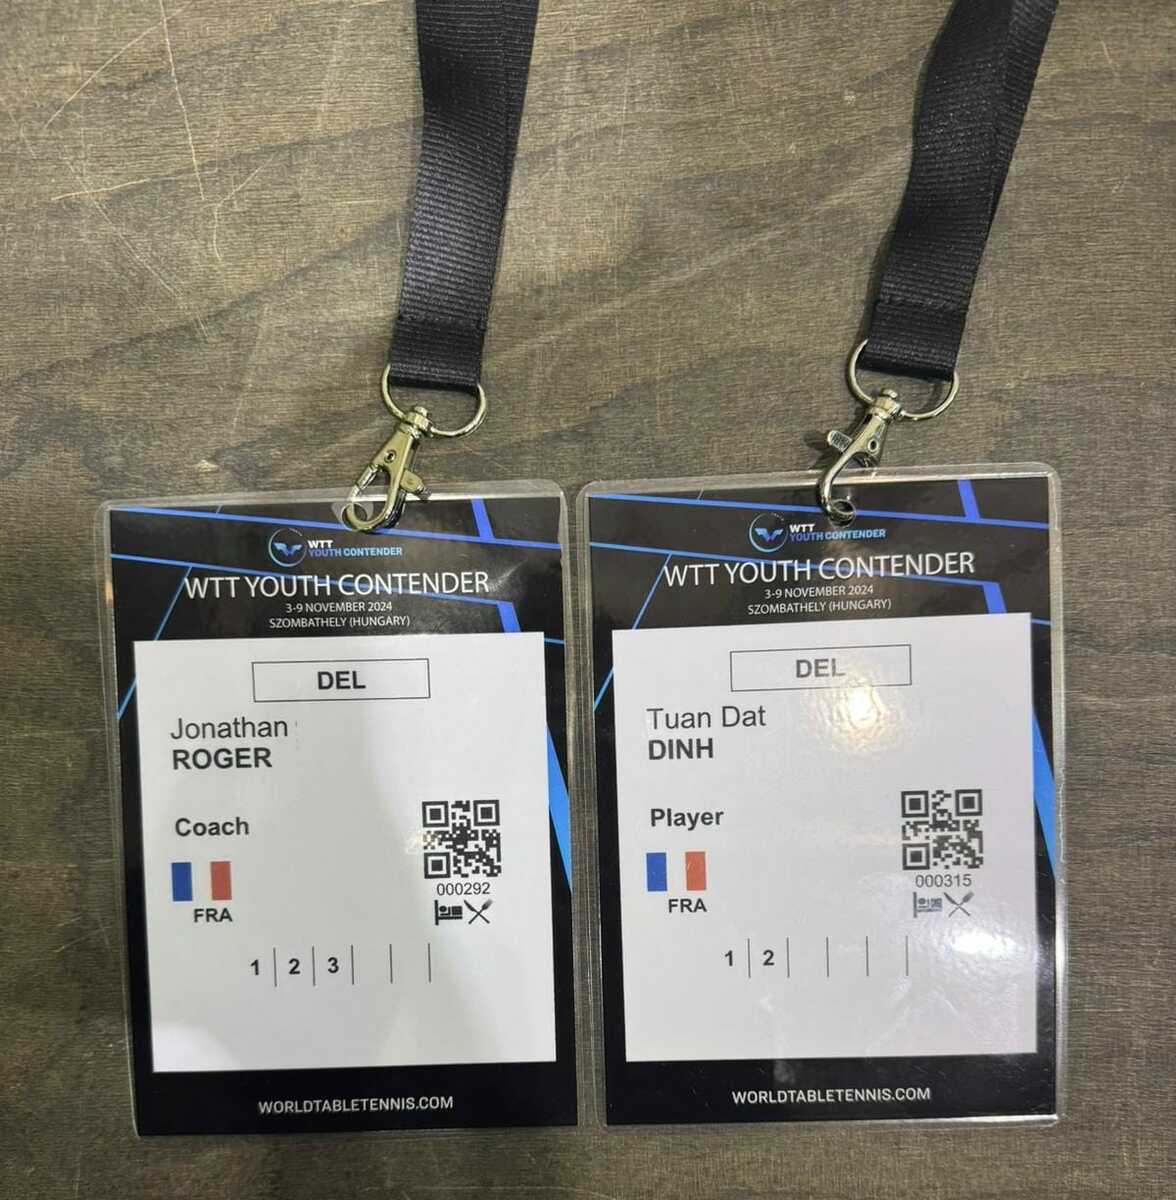 WTT
YOUTH CONTENDER
WTT YOUTH CONTENDER
3-9 NOVEMBER 2024
SZOMBATHELY (HUNGARY)
DEL
Jonathan
ROGER
Coach
000292
FRA
1 2 3
WORLDTABLETENNIS.COM
WTT
YOUTH CONTENDER
WTT YOUTH CONTENDER
3-9 NOVEMBER 2024
SZOMBATHELY (HUNGARY)
DEL
Tuan Dat
DINH
Player
000315
FRA
1 2
WORLDTABLETENNIS.COM